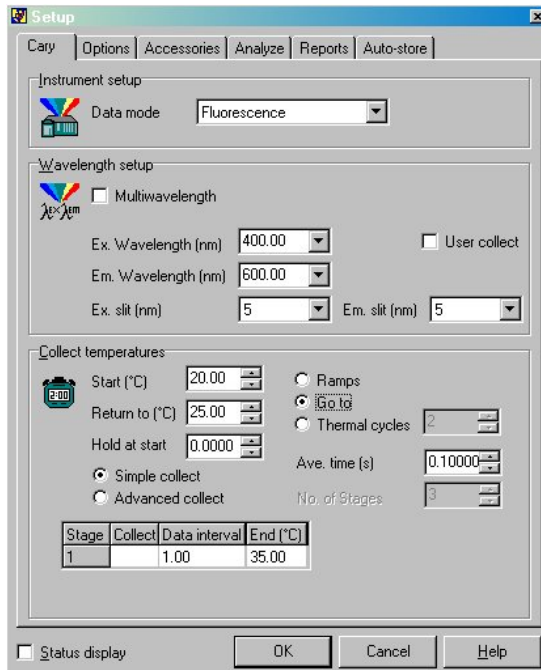 Setup
Cary Options Accessories Analyze Reports Auto-store
Instrument setup
Data mode Fluorescence
Wavelength setup
λEX λEM
Multiwavelength
Ex. Wavelength (nm) 400.00 User collect
Em. Wavelength (nm) 600.00
Ex. slit (nm) 5 Em. slit (nm) 5
Collect temperatures
2:00
Start (°C) 20.00 Ramps
Return to (°C) 25.00 Go to
Thermal cycles 2
Hold at start 0.0000
Ave. time (s) 0.10000
Simple collect
Advanced collect No. of Stages 3
Stage Collect Data interval End (°C)
1 1.00 35.00
Status display OK Cancel Help